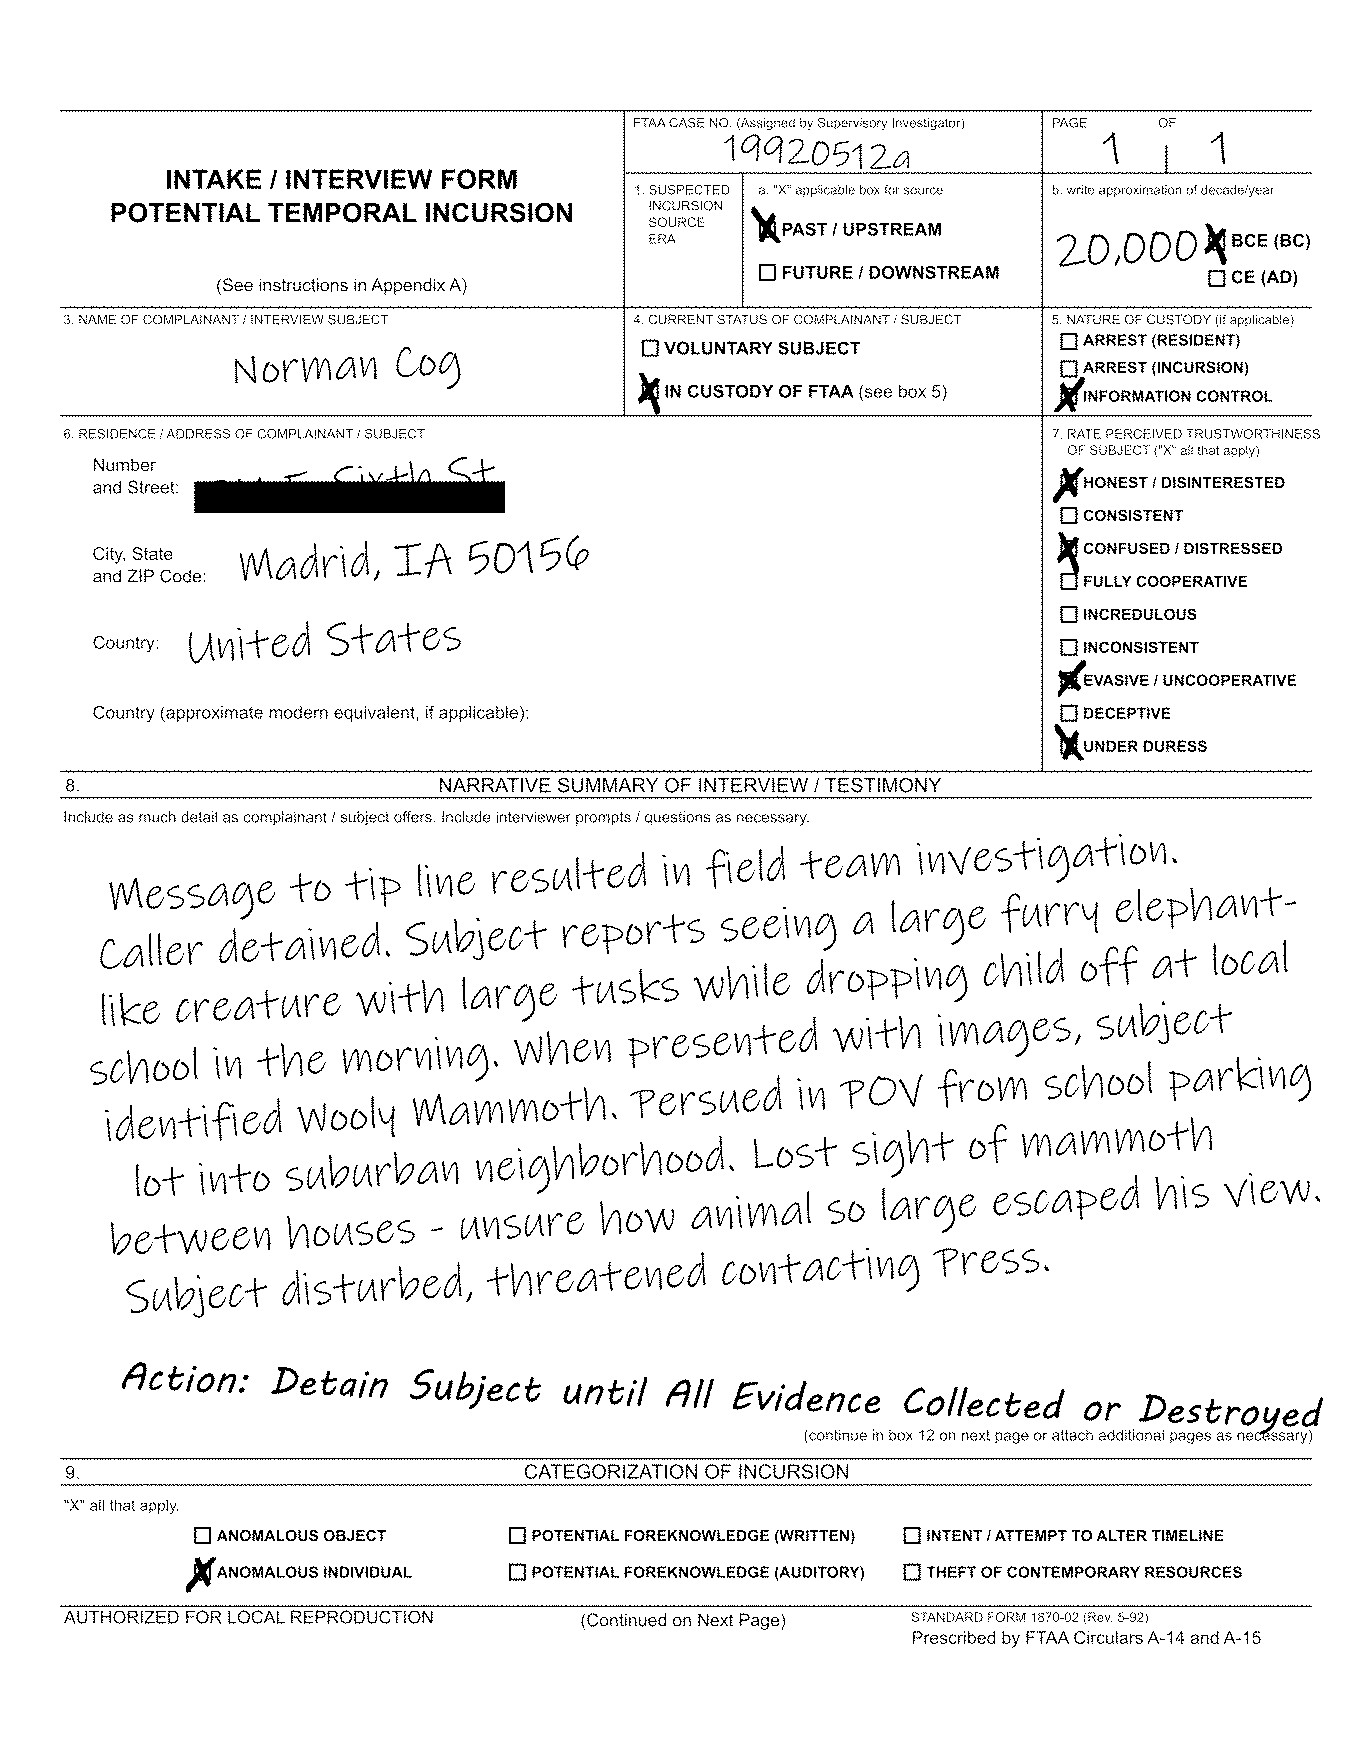 INTAKE / INTERVIEW FORM
POTENTIAL TEMPORAL INCURSION
(See instructions in Appendix A)
FTAA CASE NO. (Assigned by Supervisory Investigator)
19920512a
PAGE OF
1 | 1
1. SUSPECTED
INCURSION
SOURCE
ERA
a. "X" applicable box for source
X PAST / UPSTREAM
☐ FUTURE / DOWNSTREAM
b. write approximation of decade/year
20,000 X BCE (BC)
☐ CE (AD)
3. NAME OF COMPLAINANT / INTERVIEW SUBJECT
Norman Cog
4. CURRENT STATUS OF COMPLAINANT / SUBJECT
☐ VOLUNTARY SUBJECT
X IN CUSTODY OF FTAA (see box 5)
5. NATURE OF CUSTODY (if applicable)
☐ ARREST (RESIDENT)
☐ ARREST (INCURSION)
X INFORMATION CONTROL
6. RESIDENCE / ADDRESS OF COMPLAINANT / SUBJECT
Number
and Street: Sixth St
City, State
and ZIP Code: Madrid, IA 50156
Country: United States
Country (approximate modern equivalent, if applicable):
7. RATE PERCEIVED TRUSTWORTHINESS
OF SUBJECT ("X" all that apply)
X HONEST / DISINTERESTED
☐ CONSISTENT
X CONFUSED / DISTRESSED
☐ FULLY COOPERATIVE
☐ INCREDULOUS
☐ INCONSISTENT
X EVASIVE / UNCOOPERATIVE
☐ DECEPTIVE
X UNDER DURESS
8. NARRATIVE SUMMARY OF INTERVIEW / TESTIMONY
Include as much detail as complainant / subject offers. Include interviewer prompts / questions as necessary.
Message to tip line resulted in field team investigation.
Caller detained. Subject reports seeing a large furry elephant-
like creature with large tusks while dropping child off at local
school in the morning. When presented with images, subject
identified Wooly Mammoth. Persued in POV from school parking
lot into suburban neighborhood. Lost sight of mammoth
between houses - unsure how animal so large escaped his view.
Subject disturbed, threatened contacting Press.
Action: Detain Subject until All Evidence Collected or Destroyed
(continue in box 12 on next page or attach additional pages as necessary)
9. CATEGORIZATION OF INCURSION
"X" all that apply.
☐ ANOMALOUS OBJECT ☐ POTENTIAL FOREKNOWLEDGE (WRITTEN) ☐ INTENT / ATTEMPT TO ALTER TIMELINE
X ANOMALOUS INDIVIDUAL ☐ POTENTIAL FOREKNOWLEDGE (AUDITORY) ☐ THEFT OF CONTEMPORARY RESOURCES
AUTHORIZED FOR LOCAL REPRODUCTION (Continued on Next Page) STANDARD FORM 1870-02 (Rev. 5-92)
Prescribed by FTAA Circulars A-14 and A-15